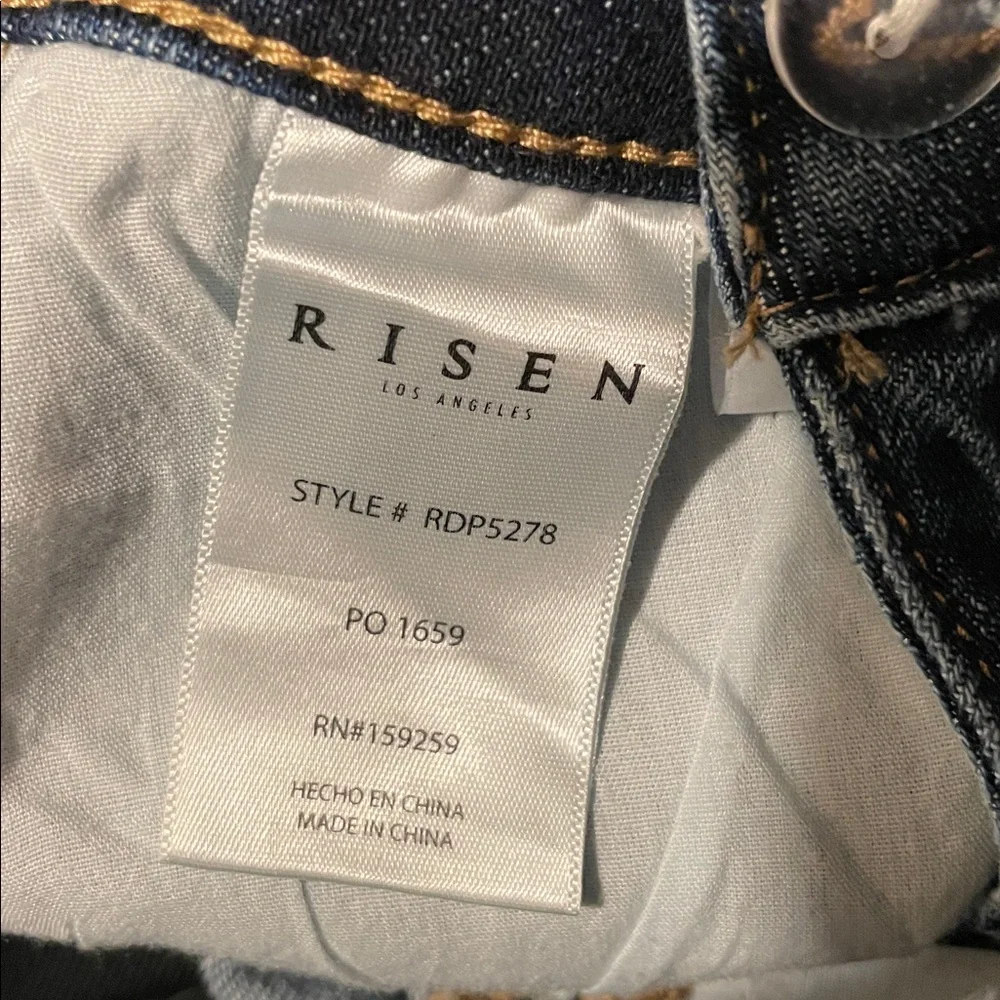 RISEN
LOS ANGELES
STYLE # RDP5278
PO 1659
RN#159259
HECHO EN CHINA
MADE IN CHINA